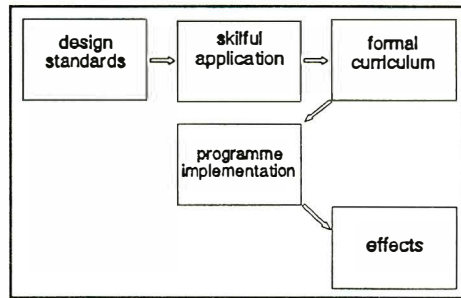 design
standards
skilful
application
formal
curriculum
programme
implementation
effects